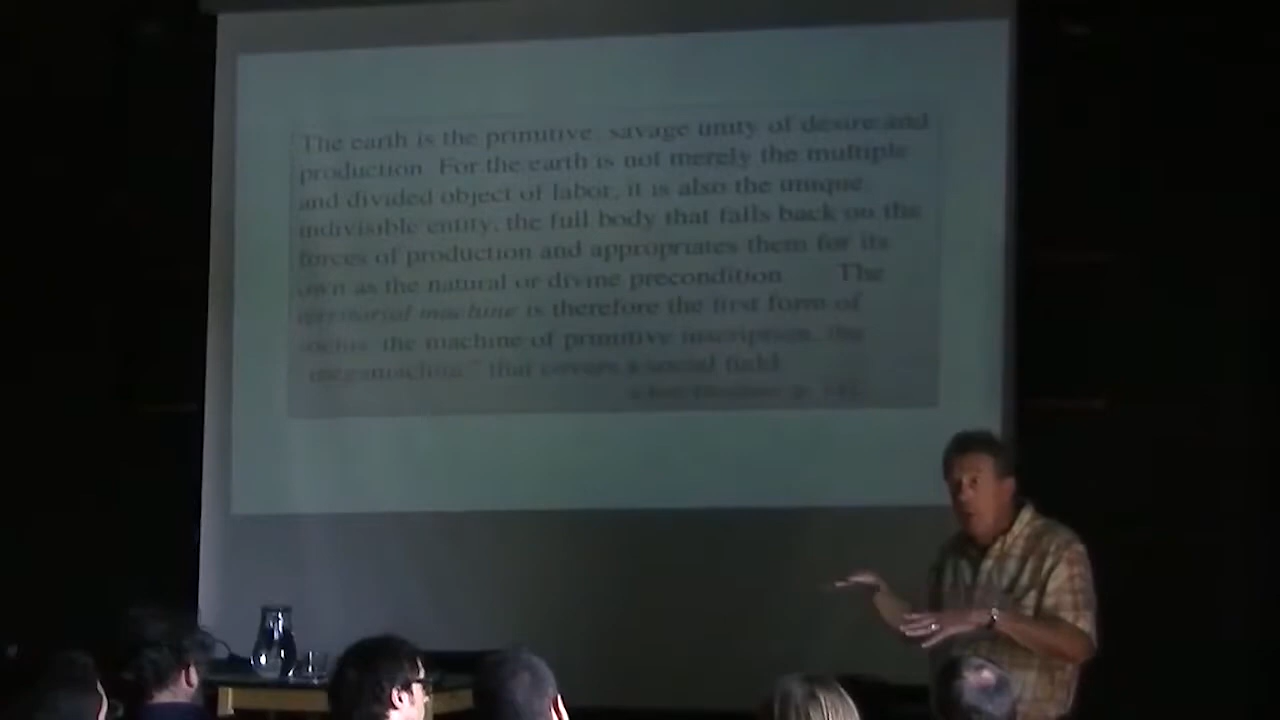 The earth is the primitive, savage unity of desire and
production. For the earth is not merely the multiple
and divided object of labor, it is also the unique,
indivisible entity, the full body that falls back on the
forces of production and appropriates them for its
own as the natural or divine precondition The
territorial machine is therefore the first form of
socius, the machine of primitive inscription, the
"megamachine" that covers a social field.